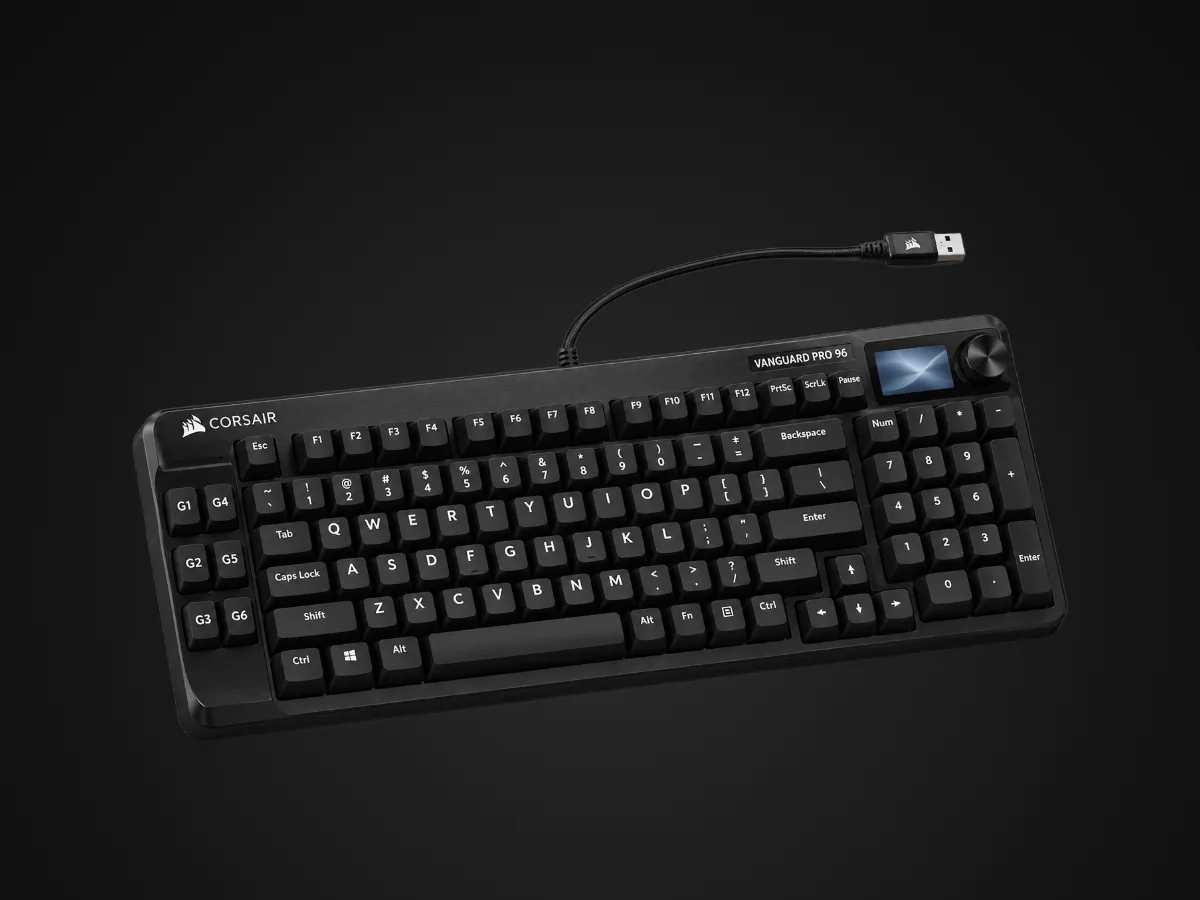 VANGUARD PRO 96
CORSAIR
Esc F1 F2 F3 F4 F5 F6 F7 F8 F9 F10 F11 F12 PrtSc ScrLk Pause
~ ! @ # $ % ^ & * ( ) – ‡ Backspace Num / * -
` 1 2 3 4 5 6 7 8 9 0 - =
G1 G4 Tab Q W E R T Y U I O P { } | 7 8 9 +
[ ] \
G2 G5 Caps Lock A S D F G H J K L : " Enter 4 5 6
; '
G3 G6 Shift Z X C V B N M < > ? Shift 1 2 3 Enter
, . /
Ctrl Alt Alt Fn Ctrl 0 .